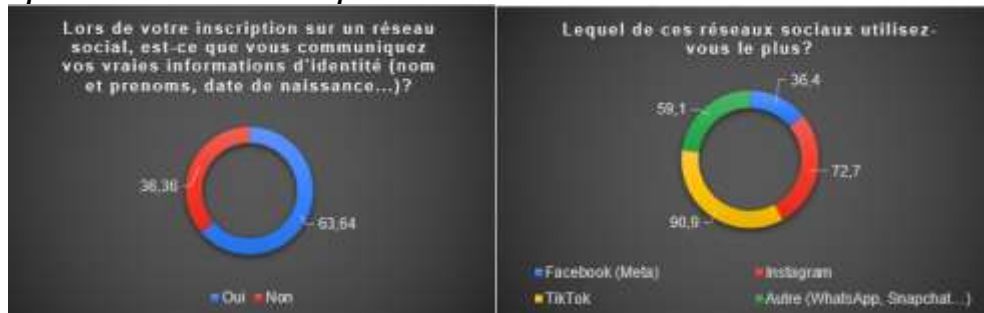 Lors de votre inscription sur un réseau
social, est-ce que vous communiquez
vos vraies informations d'identité (nom
et prenoms, date de naissance...)?
36,36
63,64
Oui Non
Lequel de ces réseaux sociaux utilisez-
vous le plus?
36,4
59,1
72,7
90,9
Facebook (Meta) Instagram
TikTok Autre (WhatsApp, Snapchat...)